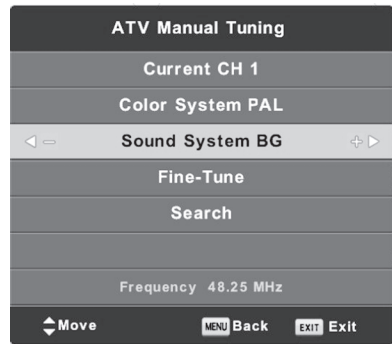 ATV Manual Tuning
Current CH 1
Color System PAL
Sound System BG
Fine-Tune
Search
Frequency 48.25 MHz
Move MENU Back EXIT Exit